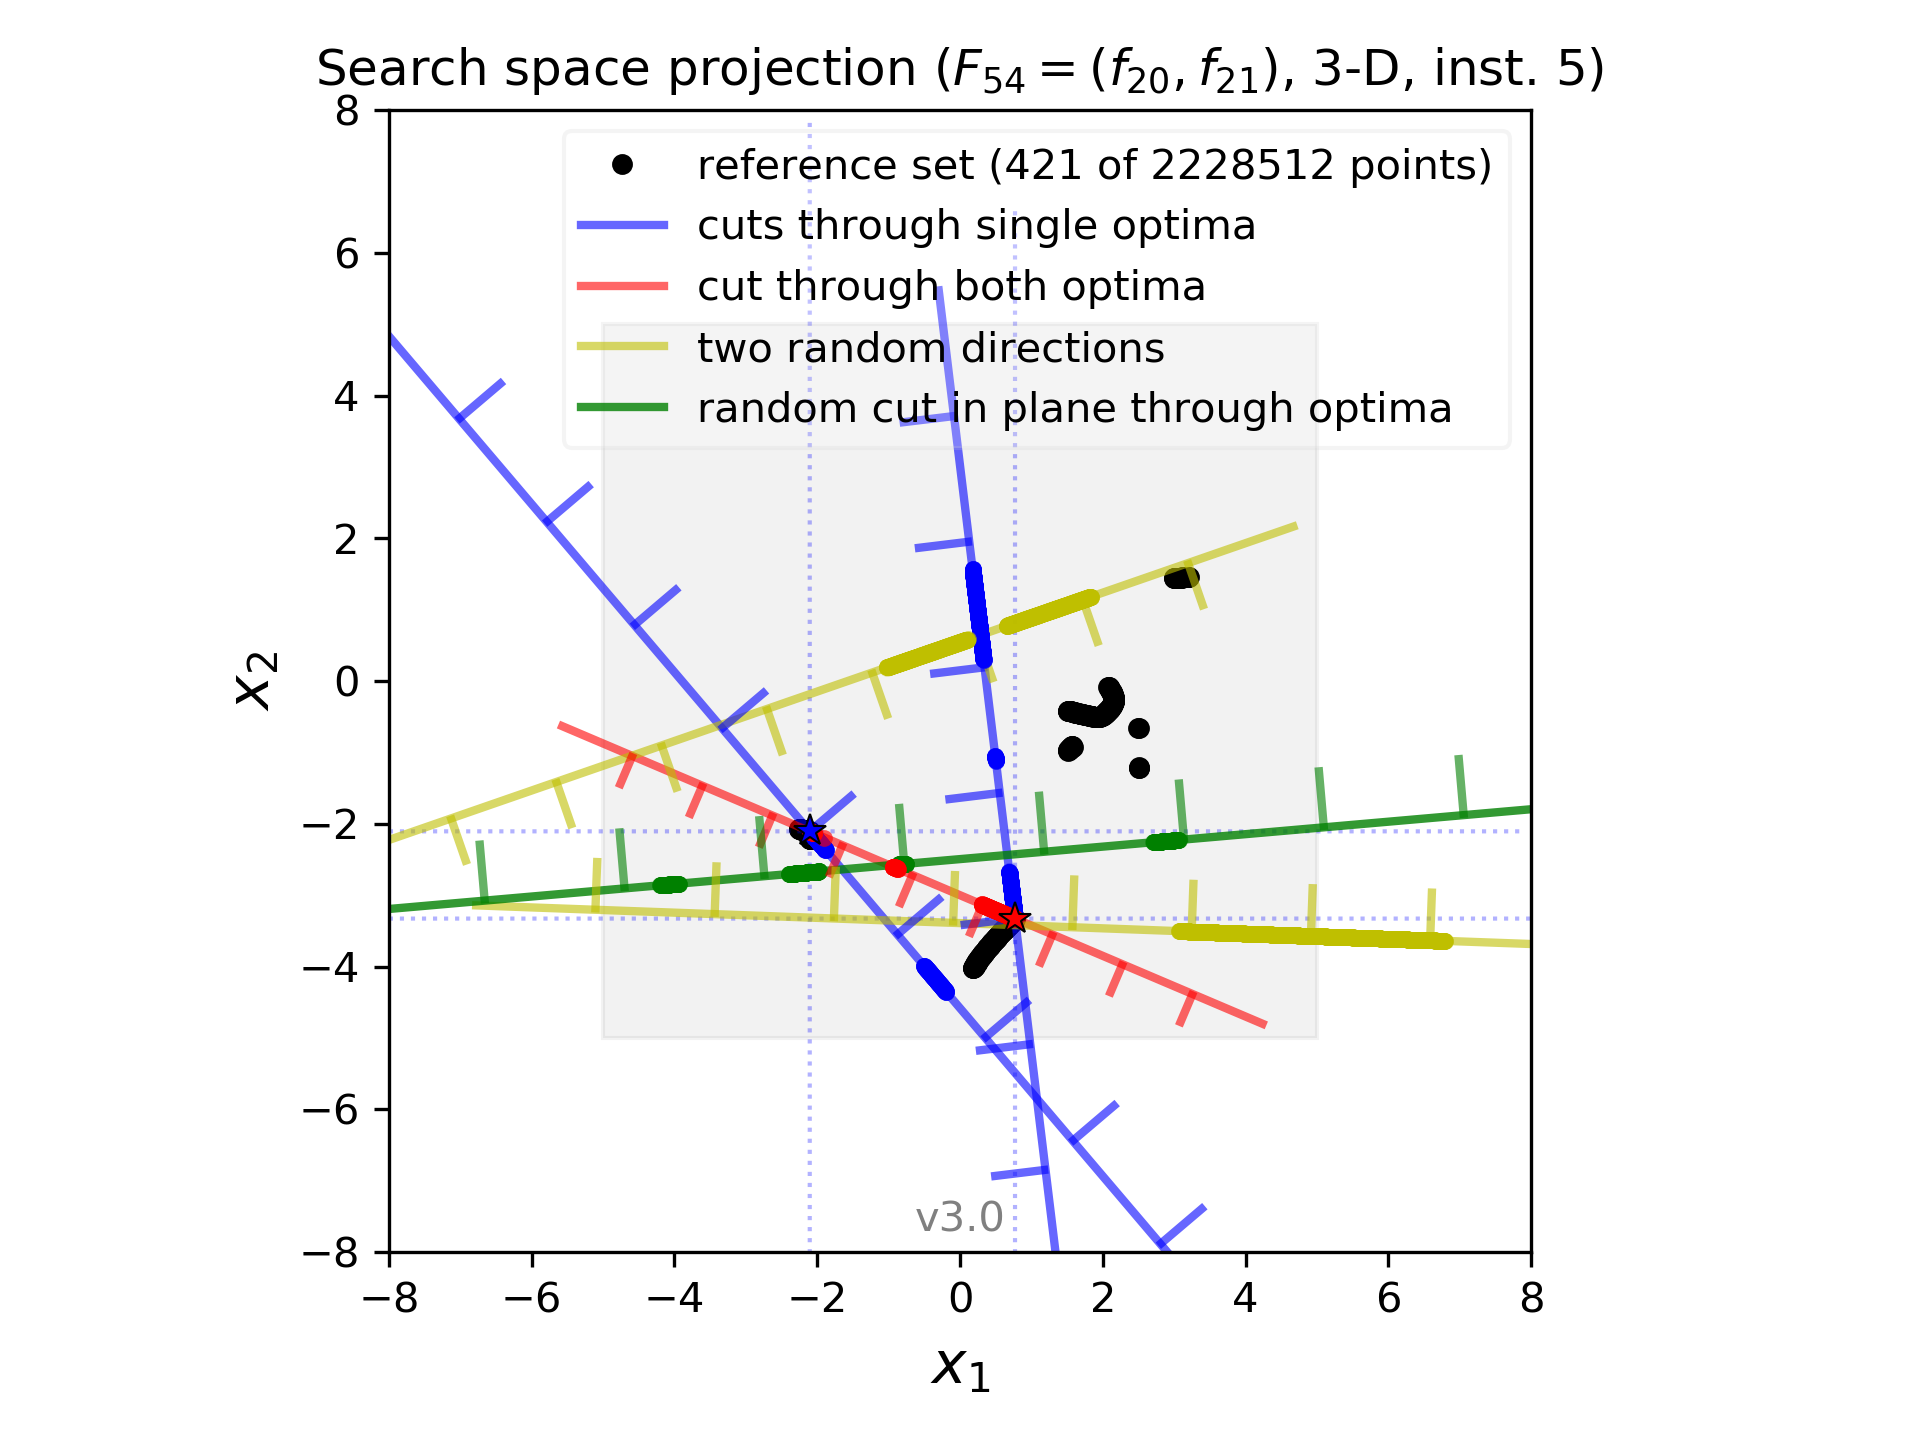 Search space projection (F54 = (f20, f21), 3-D, inst. 5)
reference set (421 of 2228512 points)
cuts through single optima
cut through both optima
two random directions
random cut in plane through optima
8
6
4
2
0
−2
−4
−6
−8
x2
v3.0
−8 −6 −4 −2 0 2 4 6 8
x1